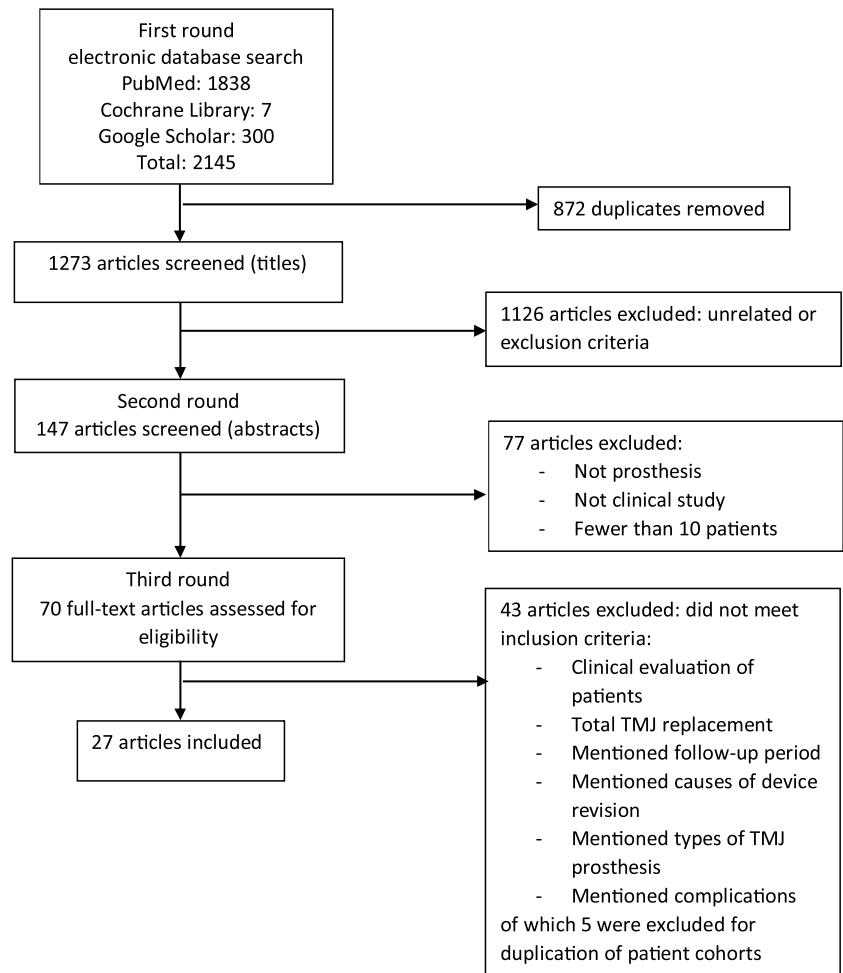 First round
electronic database search
PubMed: 1838
Cochrane Library: 7
Google Scholar: 300
Total: 2145
872 duplicates removed
1273 articles screened (titles)
1126 articles excluded: unrelated or
exclusion criteria
Second round
147 articles screened (abstracts)
77 articles excluded:
- Not prosthesis
- Not clinical study
- Fewer than 10 patients
Third round
70 full-text articles assessed for
eligibility
43 articles excluded: did not meet
inclusion criteria:
- Clinical evaluation of
patients
- Total TMJ replacement
- Mentioned follow-up period
- Mentioned causes of device
revision
- Mentioned types of TMJ
prosthesis
- Mentioned complications
of which 5 were excluded for
duplication of patient cohorts
27 articles included